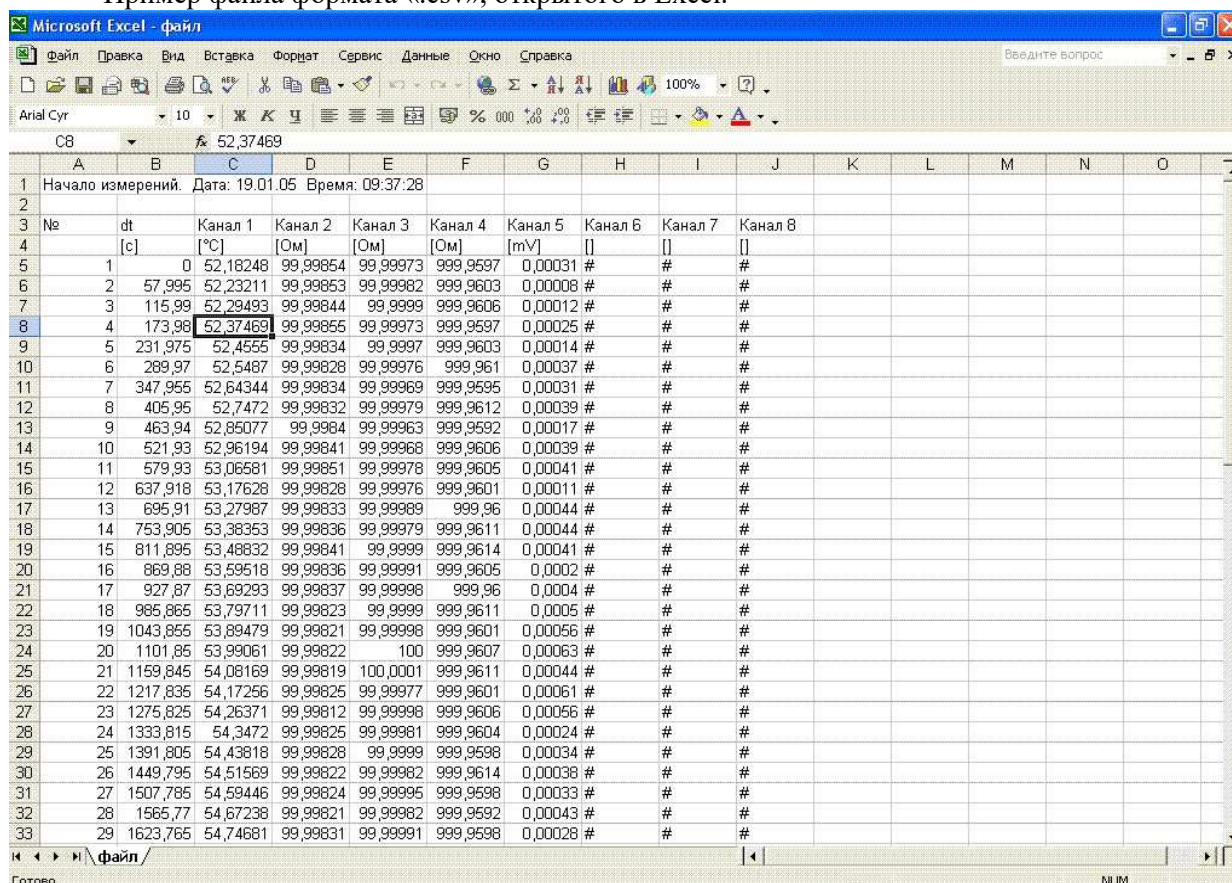 Пример файла формата «.csv», открытого в Excel.
Microsoft Excel - файл
Файл Правка Вид Вставка Формат Сервис Данные Окно Справка Введите вопрос
100%
Arial Cyr 10 Ж К Ч % 000
C8 fx 52,37469
A B C D E F G H I J K L M N O
1 Начало измерений. Дата: 19.01.05 Время: 09:37:28
2
3 № dt Канал 1 Канал 2 Канал 3 Канал 4 Канал 5 Канал 6 Канал 7 Канал 8
4 [с] [°C] [Ом] [Ом] [Ом] [mV] [] [] []
5 1 0 52,18248 99,99854 99,99973 999,9597 0,00031 # # #
6 2 57,995 52,23211 99,99853 99,99982 999,9603 0,00008 # # #
7 3 115,99 52,29493 99,99844 99,9999 999,9606 0,00012 # # #
8 4 173,98 52,37469 99,99855 99,99973 999,9597 0,00025 # # #
9 5 231,975 52,4555 99,99834 99,9997 999,9603 0,00014 # # #
10 6 289,97 52,5487 99,99828 99,99976 999,961 0,00037 # # #
11 7 347,955 52,64344 99,99834 99,99969 999,9595 0,00031 # # #
12 8 405,95 52,7472 99,99832 99,99979 999,9612 0,00039 # # #
13 9 463,94 52,85077 99,9984 99,99963 999,9592 0,00017 # # #
14 10 521,93 52,96194 99,99841 99,99968 999,9606 0,00039 # # #
15 11 579,93 53,06581 99,99851 99,99978 999,9605 0,00041 # # #
16 12 637,918 53,17628 99,99828 99,99976 999,9601 0,00011 # # #
17 13 695,91 53,27987 99,99833 99,99989 999,96 0,00044 # # #
18 14 753,905 53,38353 99,99836 99,99979 999,9611 0,00044 # # #
19 15 811,895 53,48832 99,99841 99,9999 999,9614 0,00041 # # #
20 16 869,88 53,59518 99,99836 99,99991 999,9605 0,0002 # # #
21 17 927,87 53,69293 99,99837 99,99998 999,96 0,0004 # # #
22 18 985,865 53,79711 99,99823 99,9999 999,9611 0,0005 # # #
23 19 1043,855 53,89479 99,99821 99,99998 999,9601 0,00056 # # #
24 20 1101,85 53,99061 99,99822 100 999,9607 0,00063 # # #
25 21 1159,845 54,08169 99,99819 100,0001 999,9611 0,00044 # # #
26 22 1217,835 54,17256 99,99825 99,99977 999,9601 0,00061 # # #
27 23 1275,825 54,26371 99,99812 99,99998 999,9606 0,00056 # # #
28 24 1333,815 54,3472 99,99825 99,99981 999,9604 0,00024 # # #
29 25 1391,805 54,43818 99,99828 99,9999 999,9598 0,00034 # # #
30 26 1449,795 54,51569 99,99822 99,99982 999,9614 0,00038 # # #
31 27 1507,785 54,59446 99,99824 99,99995 999,9598 0,00033 # # #
32 28 1565,77 54,67238 99,99821 99,99982 999,9592 0,00043 # # #
33 29 1623,765 54,74681 99,99831 99,99991 999,9598 0,00028 # # #
файл
Готово NUM